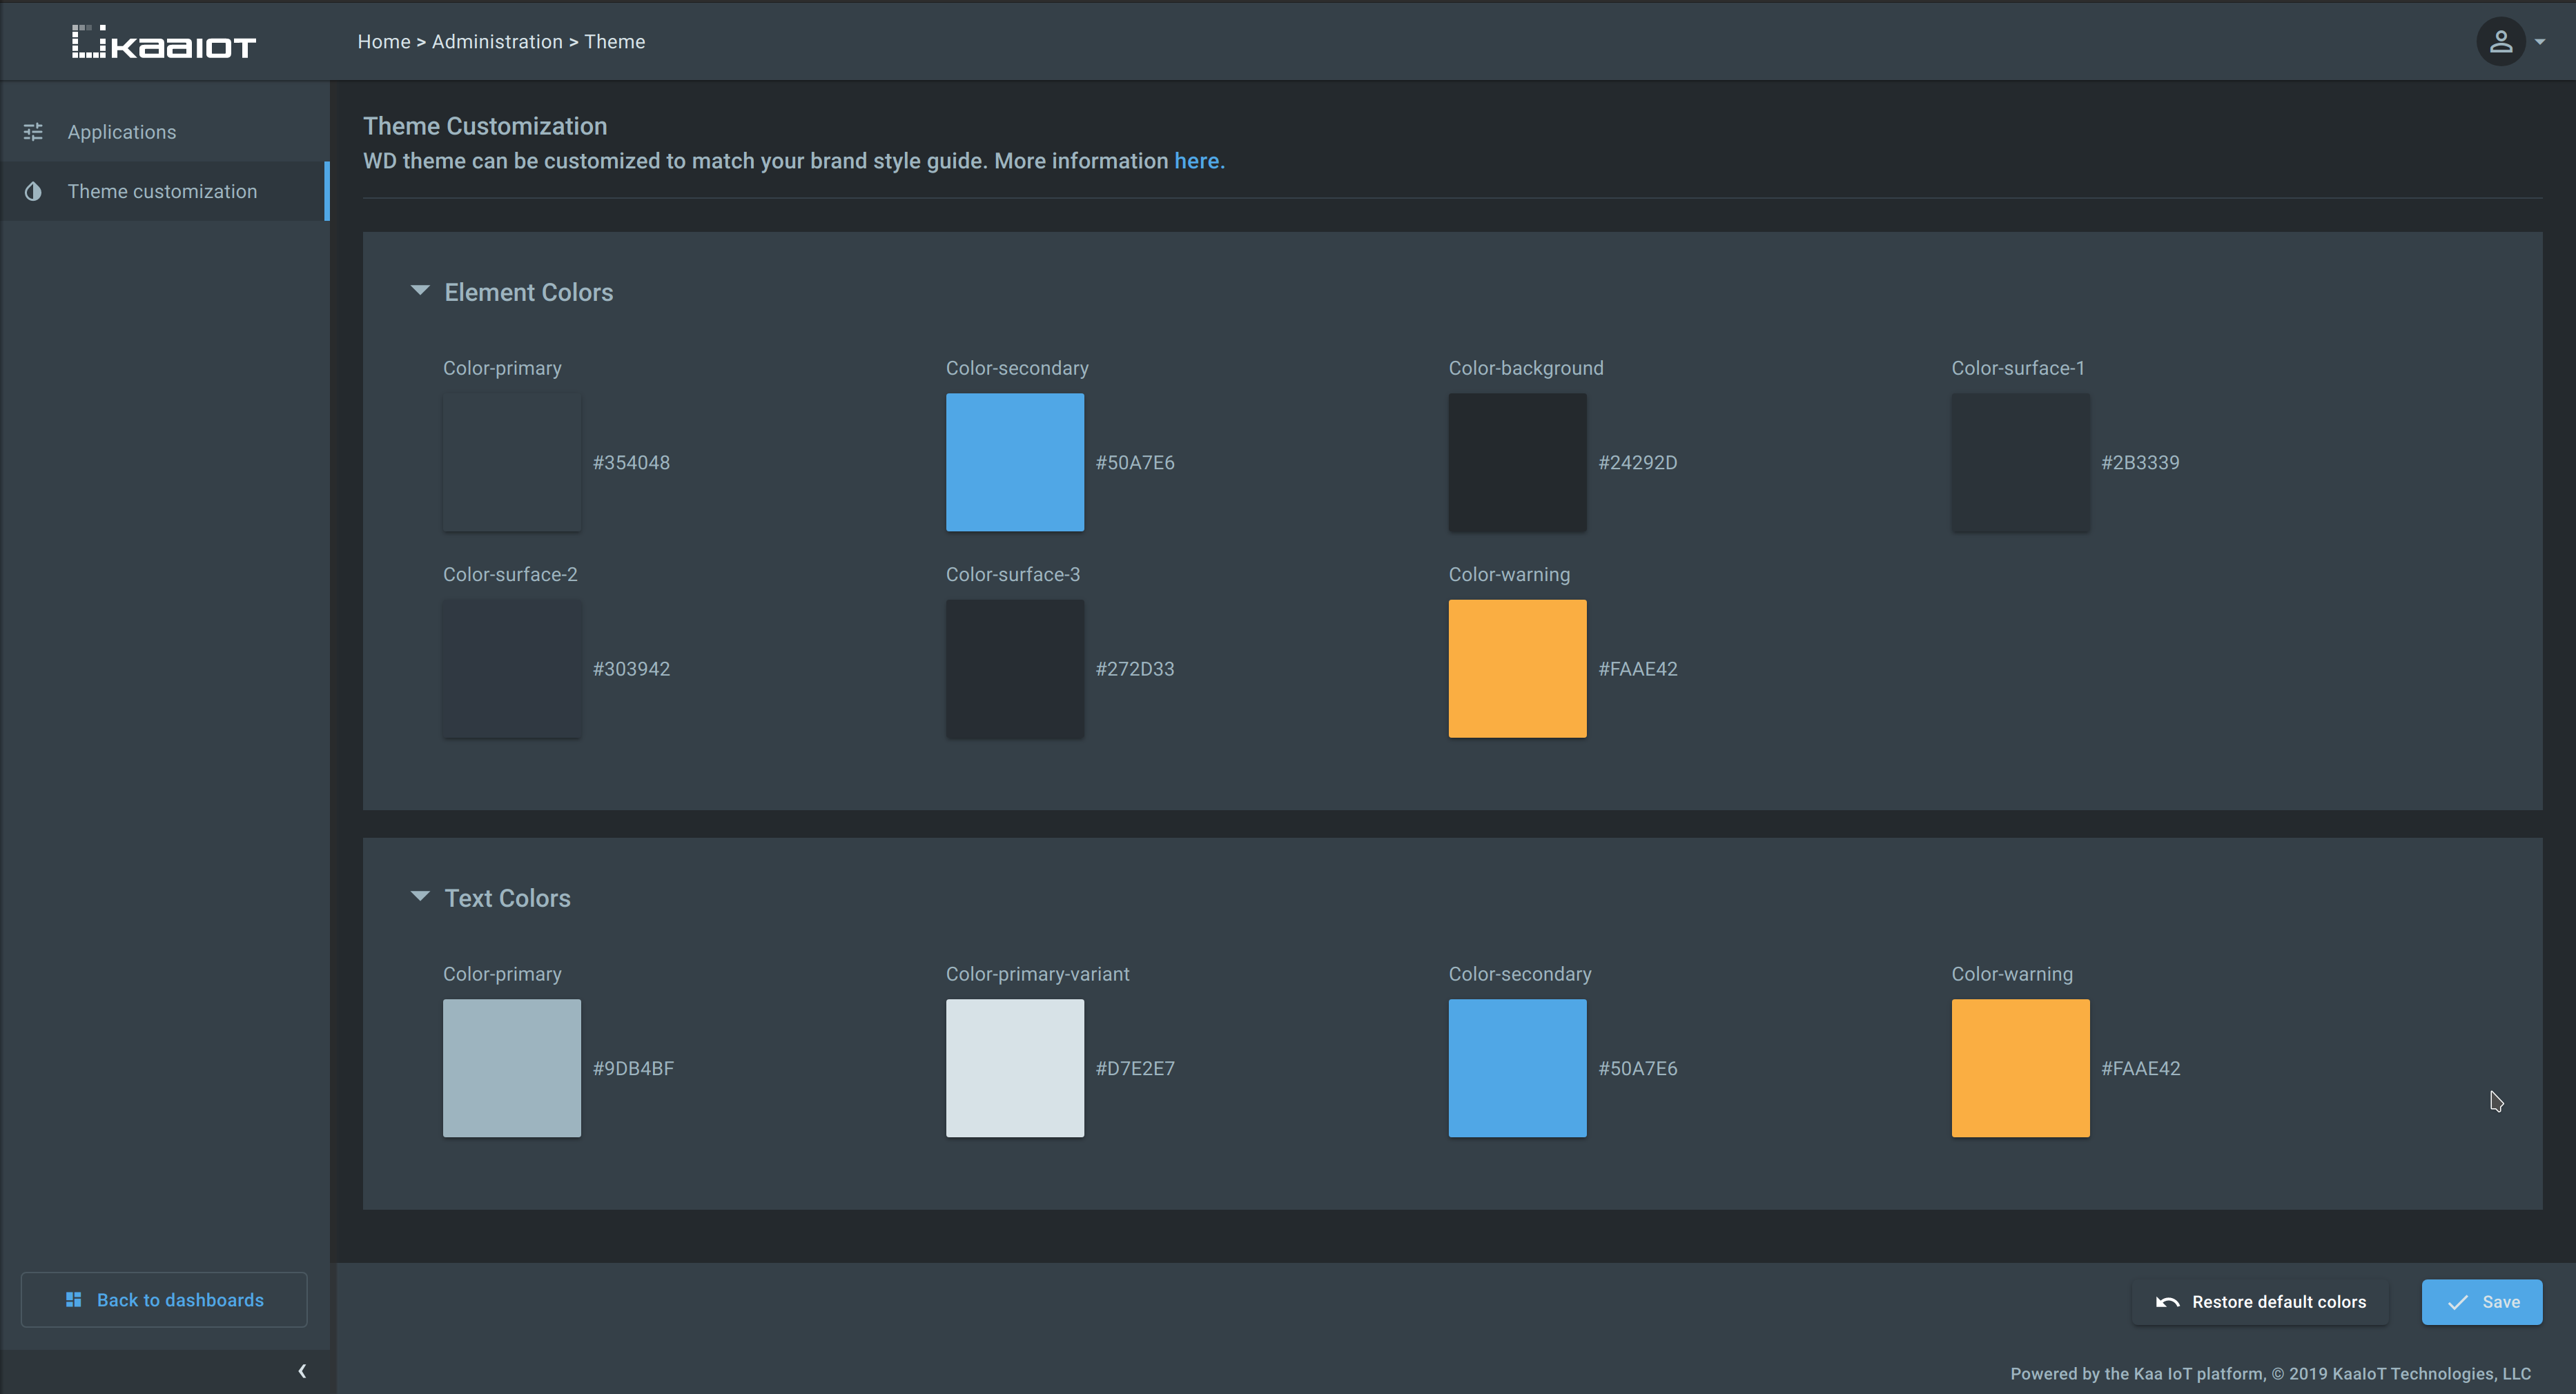 KaaIOT
Home > Administration > Theme
Applications
Theme customization
Theme Customization
WD theme can be customized to match your brand style guide. More information here.
Element Colors
Color-primary
#354048
Color-secondary
#50A7E6
Color-background
#24292D
Color-surface-1
#2B3339
Color-surface-2
#303942
Color-surface-3
#272D33
Color-warning
#FAAE42
Text Colors
Color-primary
#9DB4BF
Color-primary-variant
#D7E2E7
Color-secondary
#50A7E6
Color-warning
#FAAE42
Back to dashboards
Restore default colors
Save
Powered by the Kaa IoT platform, © 2019 KaaIoT Technologies, LLC